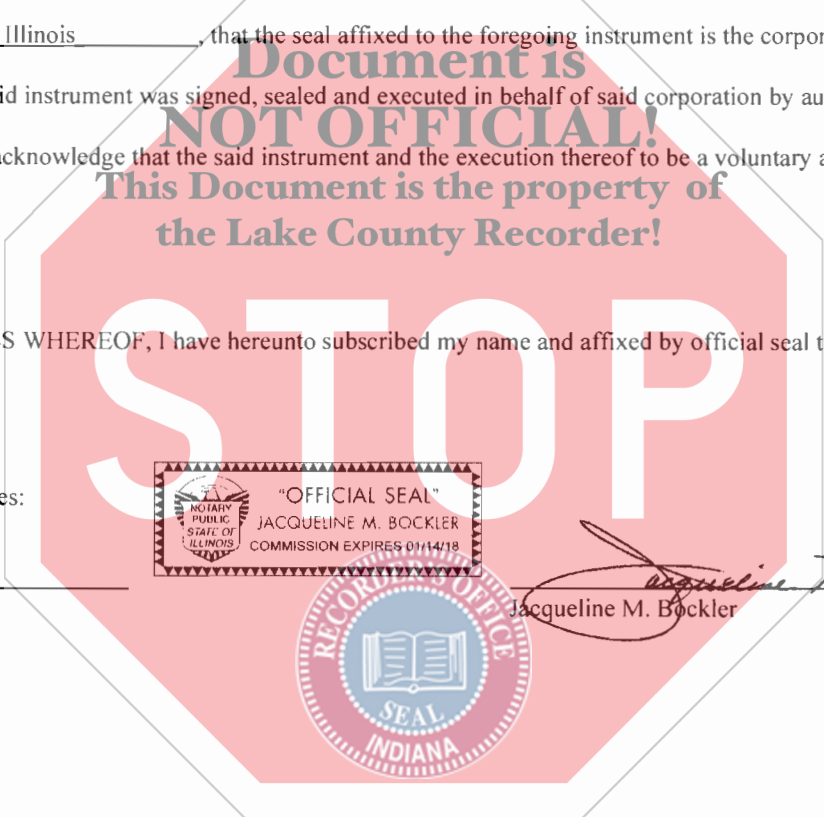 Illinois, that the seal affixed to the foregoing instrument is the corpor
Document is
id instrument was signed, sealed and executed in behalf of said corporation by au
NOT OFFICIAL!
acknowledge that the said instrument and the execution thereof to be a voluntary a
This Document is the property of
the Lake County Recorder!
STOP
S WHEREOF, I have hereunto subscribed my name and affixed by official seal t
es:
"OFFICIAL SEAL"
JACQUELINE M. BOCKLER
COMMISSION EXPIRES 01/14/18
NOTARY
PUBLIC
STATE OF
ILLINOIS
Jacqueline
Jacqueline M. Bockler
RECORDER'S OFFICE
SEAL
INDIANA